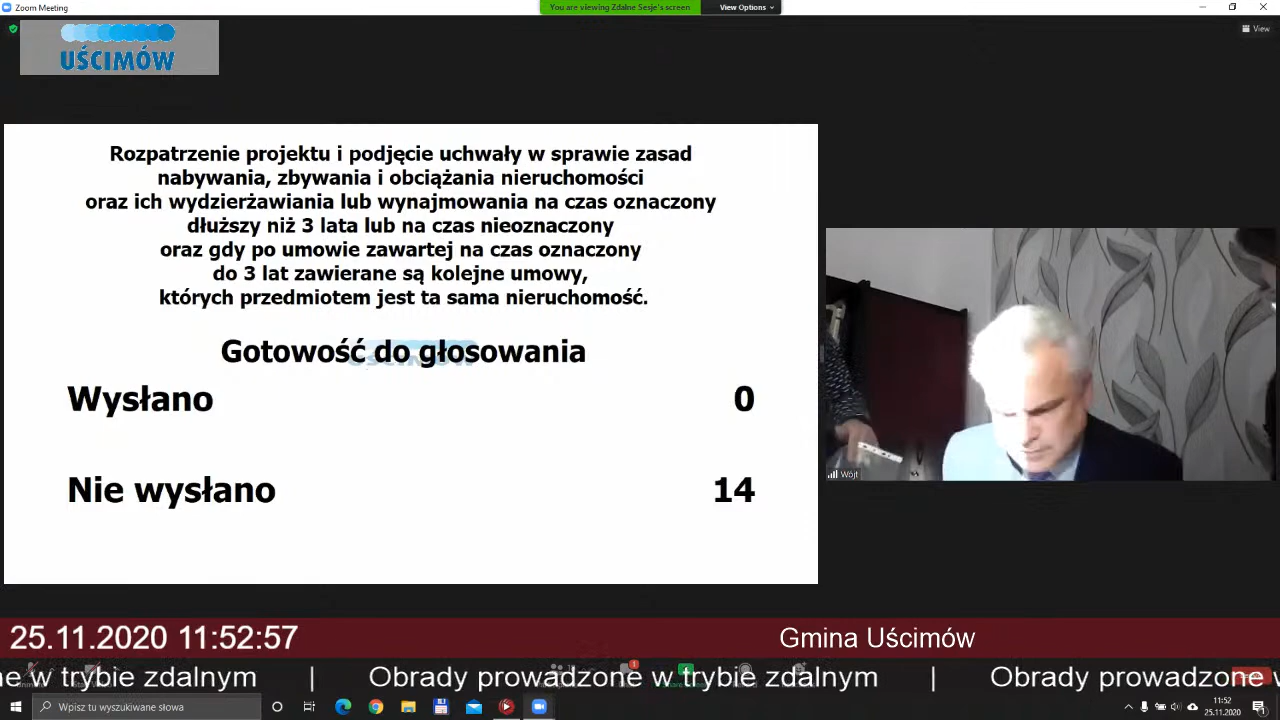 Zoom Meeting
You are viewing Zdalne Sesje's screen
View Options
View
UŚCIMÓW
Rozpatrzenie projektu i podjęcie uchwały w sprawie zasad
nabywania, zbywania i obciążania nieruchomości
oraz ich wydzierżawiania lub wynajmowania na czas oznaczony
dłuższy niż 3 lata lub na czas nieoznaczony
oraz gdy po umowie zawartej na czas oznaczony
do 3 lat zawierane są kolejne umowy,
których przedmiotem jest ta sama nieruchomość.
Gotowość do głosowania
Wysłano 0
Nie wysłano 14
Wójt
25.11.2020 11:52:57
Gmina Uścimów
ne w trybie zdalnym | Obrady prowadzone w trybie zdalnym | Obrady prowadzone w
Wpisz tu wyszukiwane słowa
11:52
25.11.2020